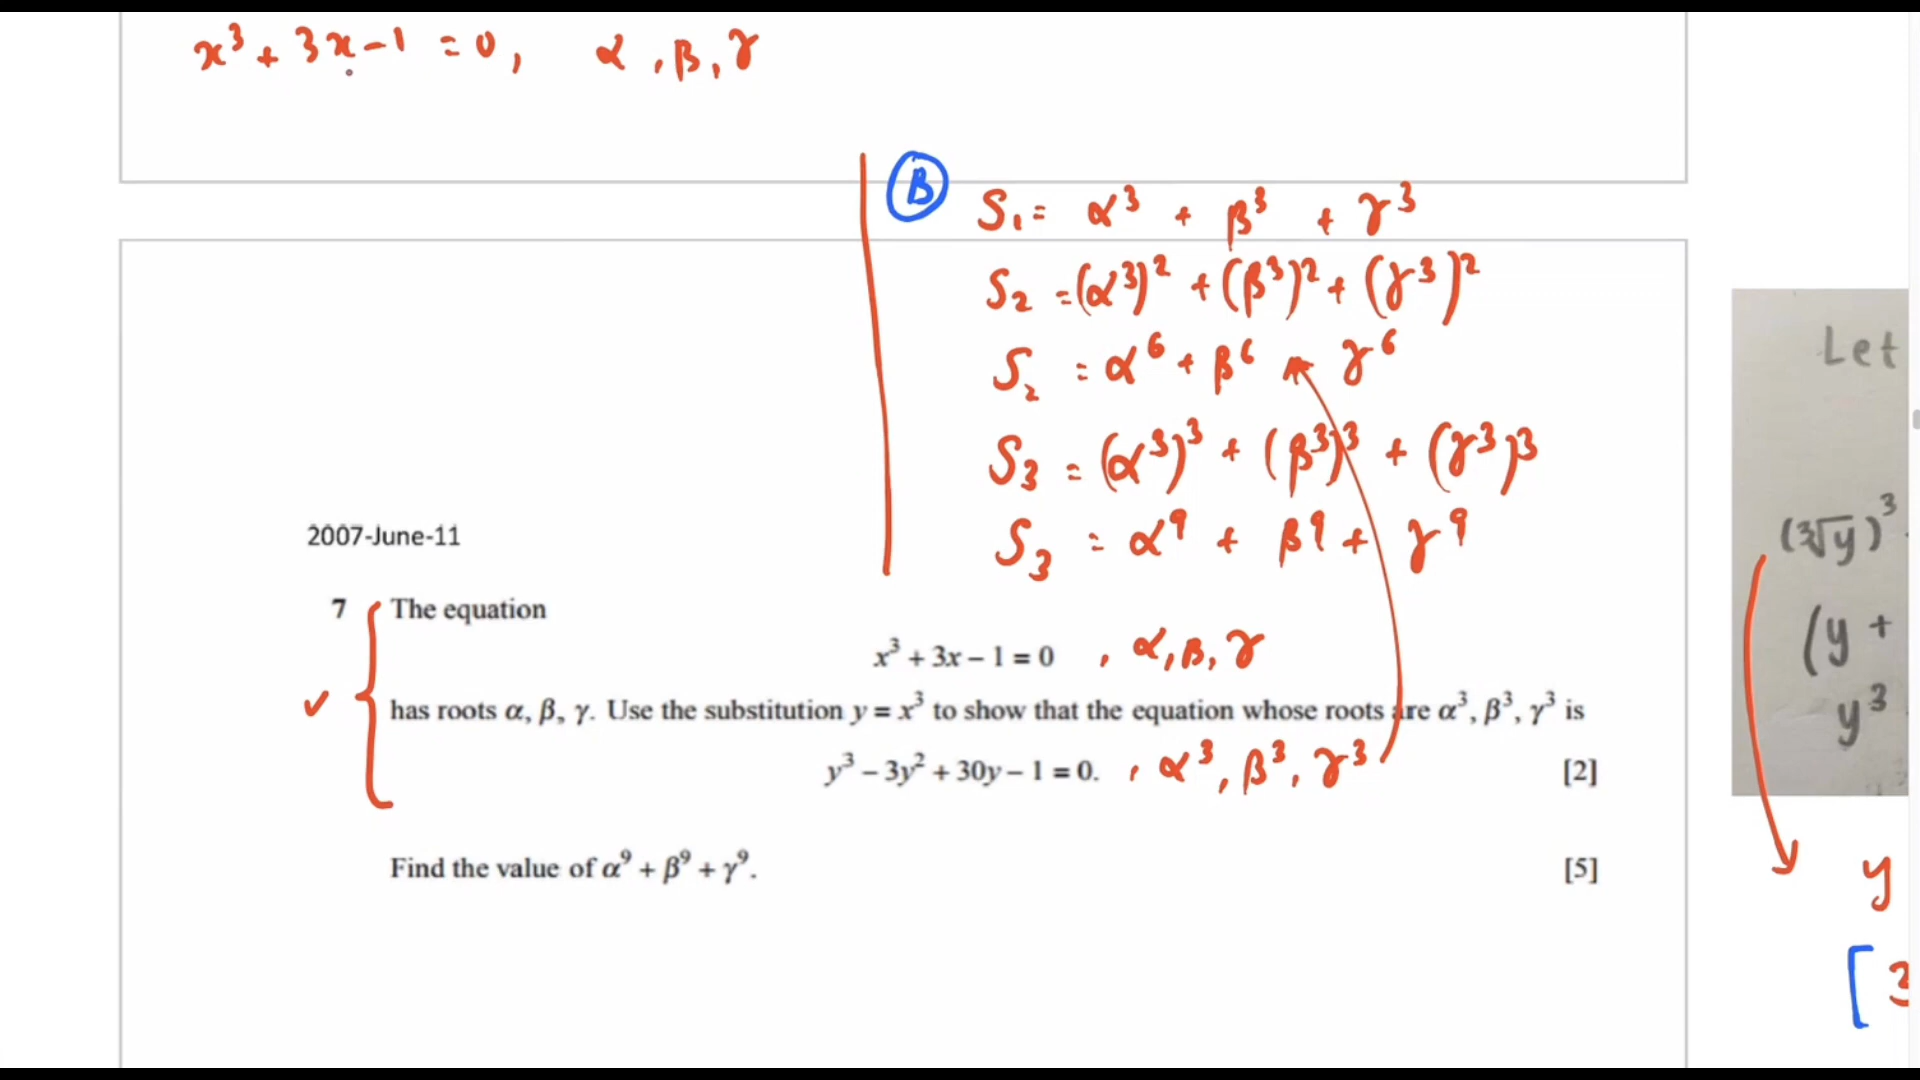 x³ + 3x - 1 = 0, α, β, γ
B
S₁ = α³ + β³ + γ³
S₂ = (α³)² + (β³)² + (γ³)²
S₂ = α⁶ + β⁶ + γ⁶
S₃ = (α³)³ + (β³)³ + (γ³)³
S₃ = α⁹ + β⁹ + γ⁹
2007-June-11
7 The equation
x³ + 3x − 1 = 0 , α, β, γ
has roots α, β, γ. Use the substitution y = x³ to show that the equation whose roots are α³, β³, γ³ is
y³ − 3y² + 30y − 1 = 0. , α³, β³, γ³ [2]
Find the value of α⁹ + β⁹ + γ⁹. [5]
Let
(∛y)³
(y +
y³
y
[3